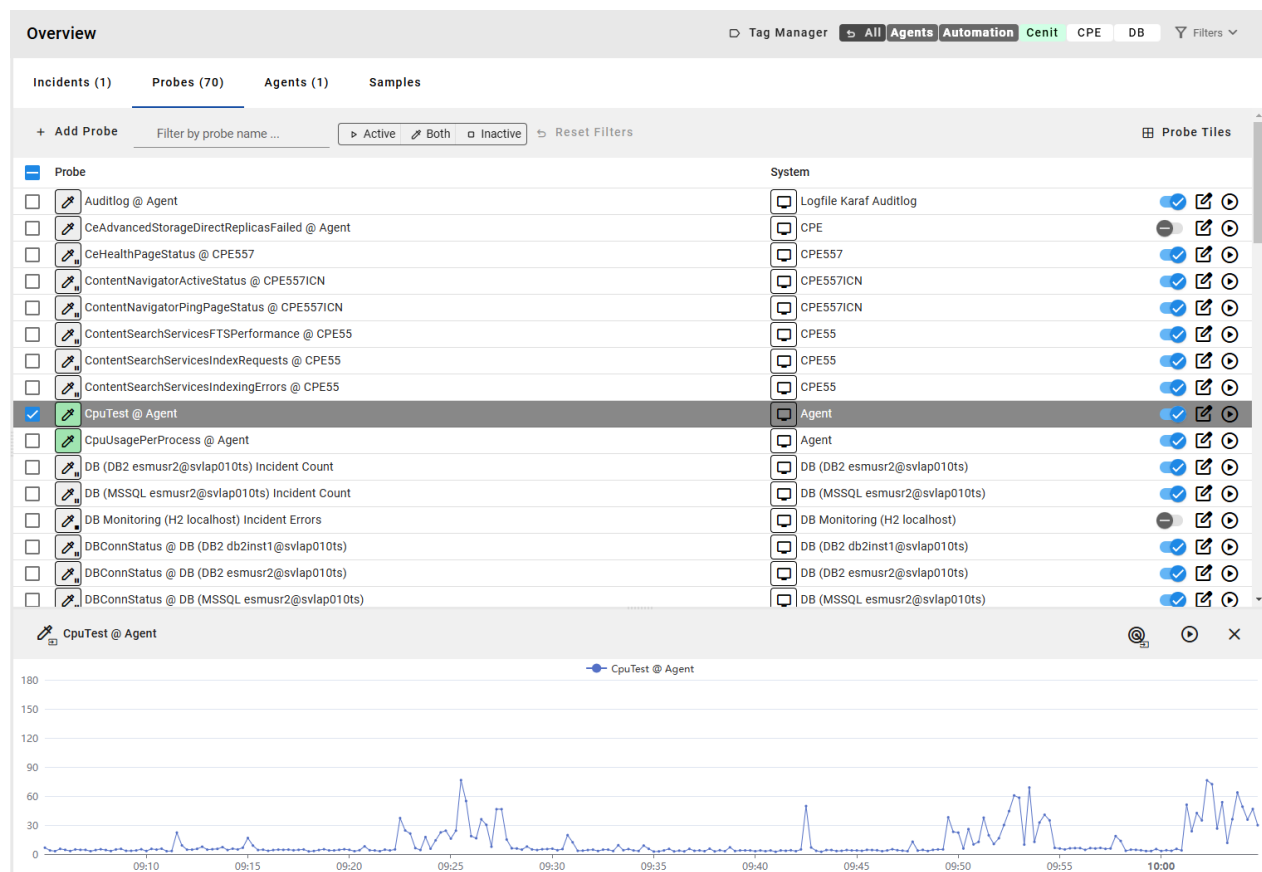 Overview
Tag Manager All Agents Automation Cenit CPE DB Filters
Incidents (1) Probes (70) Agents (1) Samples
+ Add Probe Filter by probe name ... Active Both Inactive Reset Filters Probe Tiles
Probe System
Auditlog @ Agent Logfile Karaf Auditlog
CeAdvancedStorageDirectReplicasFailed @ Agent CPE
CeHealthPageStatus @ CPE557 CPE557
ContentNavigatorActiveStatus @ CPE557ICN CPE557ICN
ContentNavigatorPingPageStatus @ CPE557ICN CPE557ICN
ContentSearchServicesFTSPerformance @ CPE55 CPE55
ContentSearchServicesIndexRequests @ CPE55 CPE55
ContentSearchServicesIndexingErrors @ CPE55 CPE55
CpuTest @ Agent Agent
CpuUsagePerProcess @ Agent Agent
DB (DB2 esmusr2@svlap010ts) Incident Count DB (DB2 esmusr2@svlap010ts)
DB (MSSQL esmusr2@svlap010ts) Incident Count DB (MSSQL esmusr2@svlap010ts)
DB Monitoring (H2 localhost) Incident Errors DB Monitoring (H2 localhost)
DBConnStatus @ DB (DB2 db2inst1@svlap010ts) DB (DB2 db2inst1@svlap010ts)
DBConnStatus @ DB (DB2 esmusr2@svlap010ts) DB (DB2 esmusr2@svlap010ts)
DBConnStatus @ DB (MSSQL esmusr2@svlap010ts) DB (MSSQL esmusr2@svlap010ts)
CpuTest @ Agent
CpuTest @ Agent
180
150
120
90
60
30
0
09:10 09:15 09:20 09:25 09:30 09:35 09:40 09:45 09:50 09:55 10:00